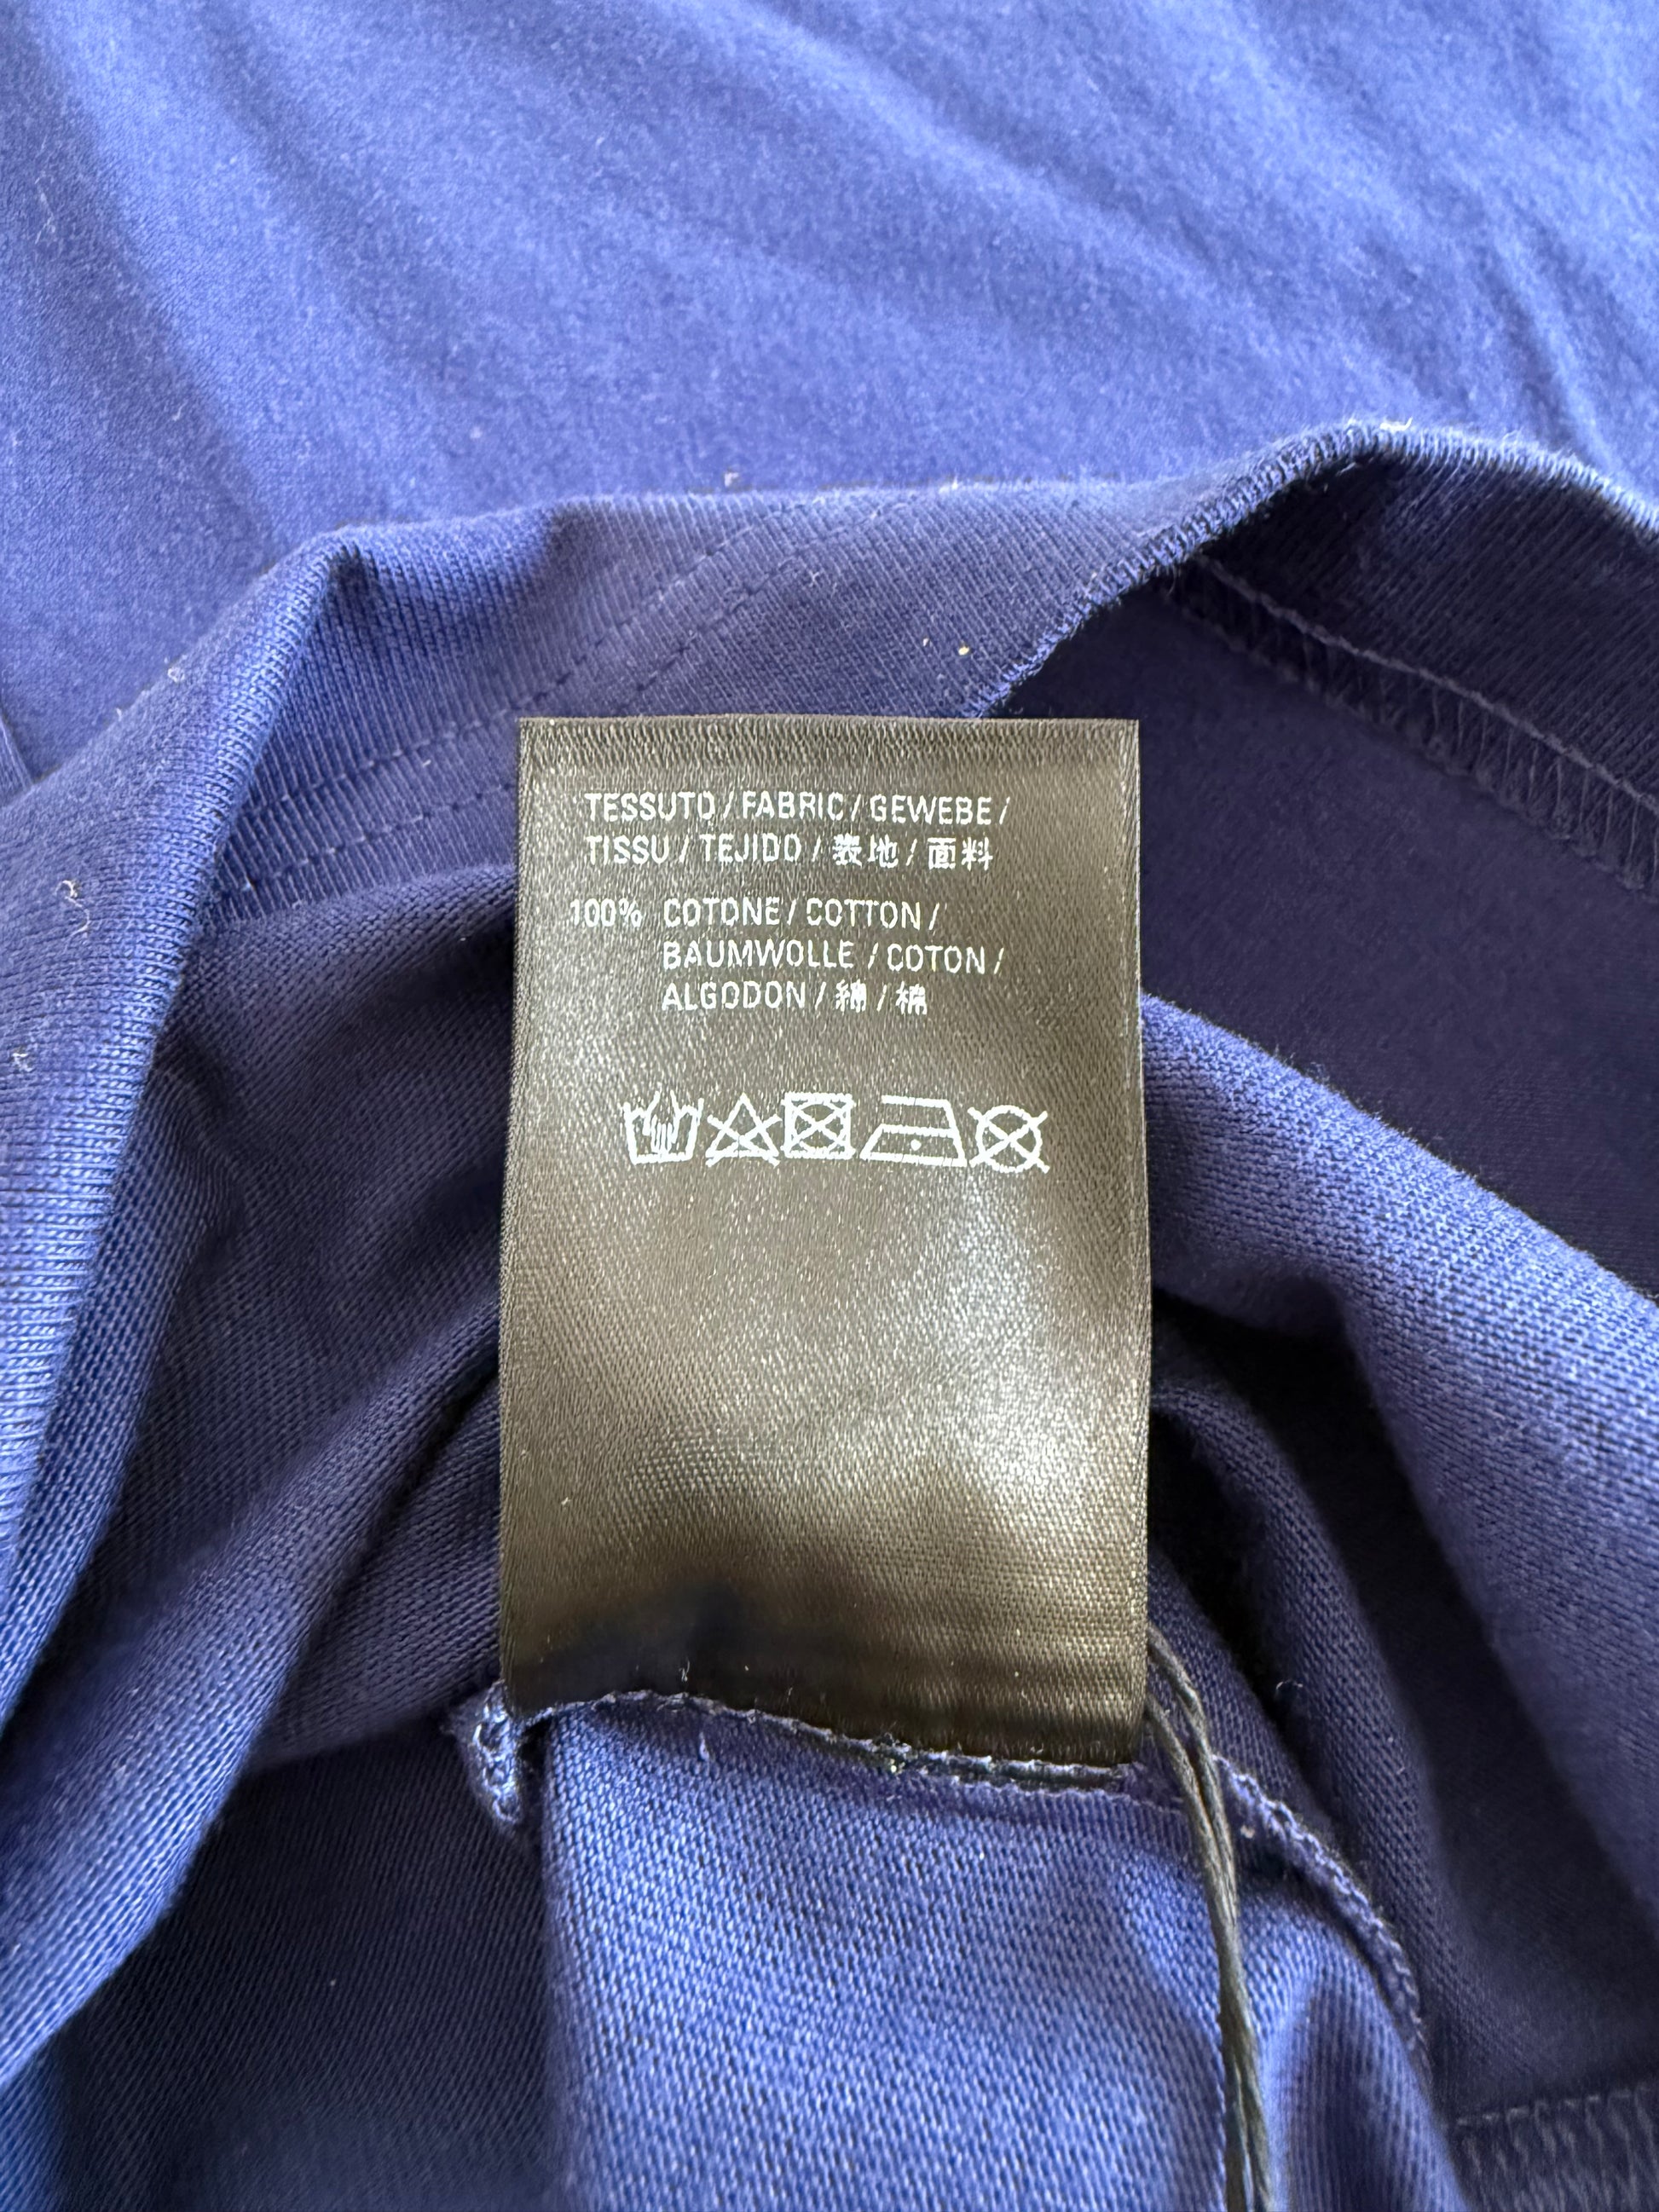 TESSUTO / FABRIC / GEWEBE /
TISSU / TEJIDO / 表地 / 面料
100% COTONE / COTTON /
BAUMWOLLE / COTON /
ALGODON / 綿 / 棉